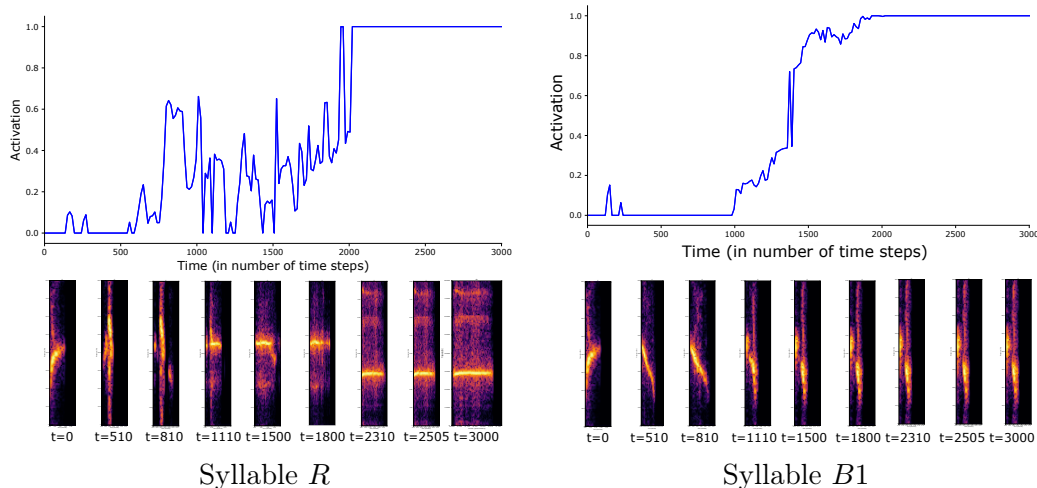 1.0
0.8
0.6
0.4
0.2
0.0
Activation
0 500 1000 1500 2000 2500 3000
Time (in number of time steps)
t=0 t=510 t=810 t=1110 t=1500 t=1800 t=2310 t=2505 t=3000
Syllable R
1.0
0.8
0.6
0.4
0.2
0.0
Activation
0 500 1000 1500 2000 2500 3000
Time (in number of time steps)
t=0 t=510 t=810 t=1110 t=1500 t=1800 t=2310 t=2505 t=3000
Syllable B1